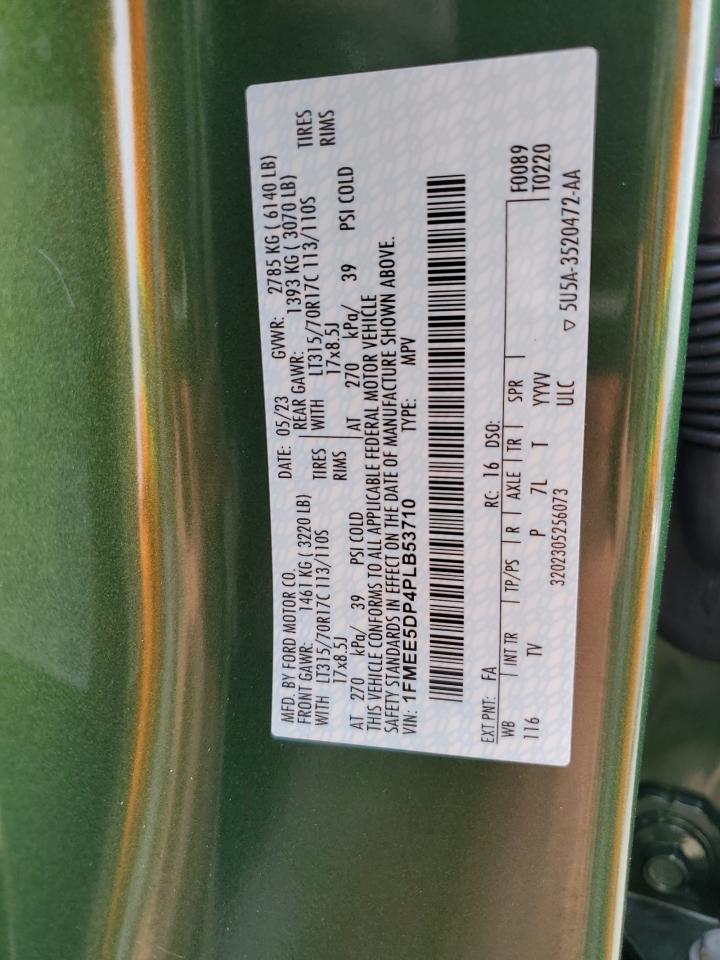 MFD. BY FORD MOTOR CO. DATE: 05/23 GVWR: 2785 KG ( 6140 LB)
FRONT GAWR: 1461 KG ( 3220 LB) REAR GAWR: 1393 KG ( 3070 LB)
WITH LT315/70R17C 113/110S TIRES WITH LT315/70R17C 113/110S TIRES
17x8.5J RIMS 17x8.5J RIMS
AT 270 kPa/ 39 PSI COLD AT 270 kPa/ 39 PSI COLD
THIS VEHICLE CONFORMS TO ALL APPLICABLE FEDERAL MOTOR VEHICLE
SAFETY STANDARDS IN EFFECT ON THE DATE OF MANUFACTURE SHOWN ABOVE.
VIN: 1FMEE5DP4PLB53710 TYPE: MPV
EXT PNT: FA RC: 16 DSO:
WB INT TR TP/PS R AXLE TR SPR F0089
116 TV P 7L T YYVV T0220
3202305256073 ULC ▽ 5U5A-3520472-AA